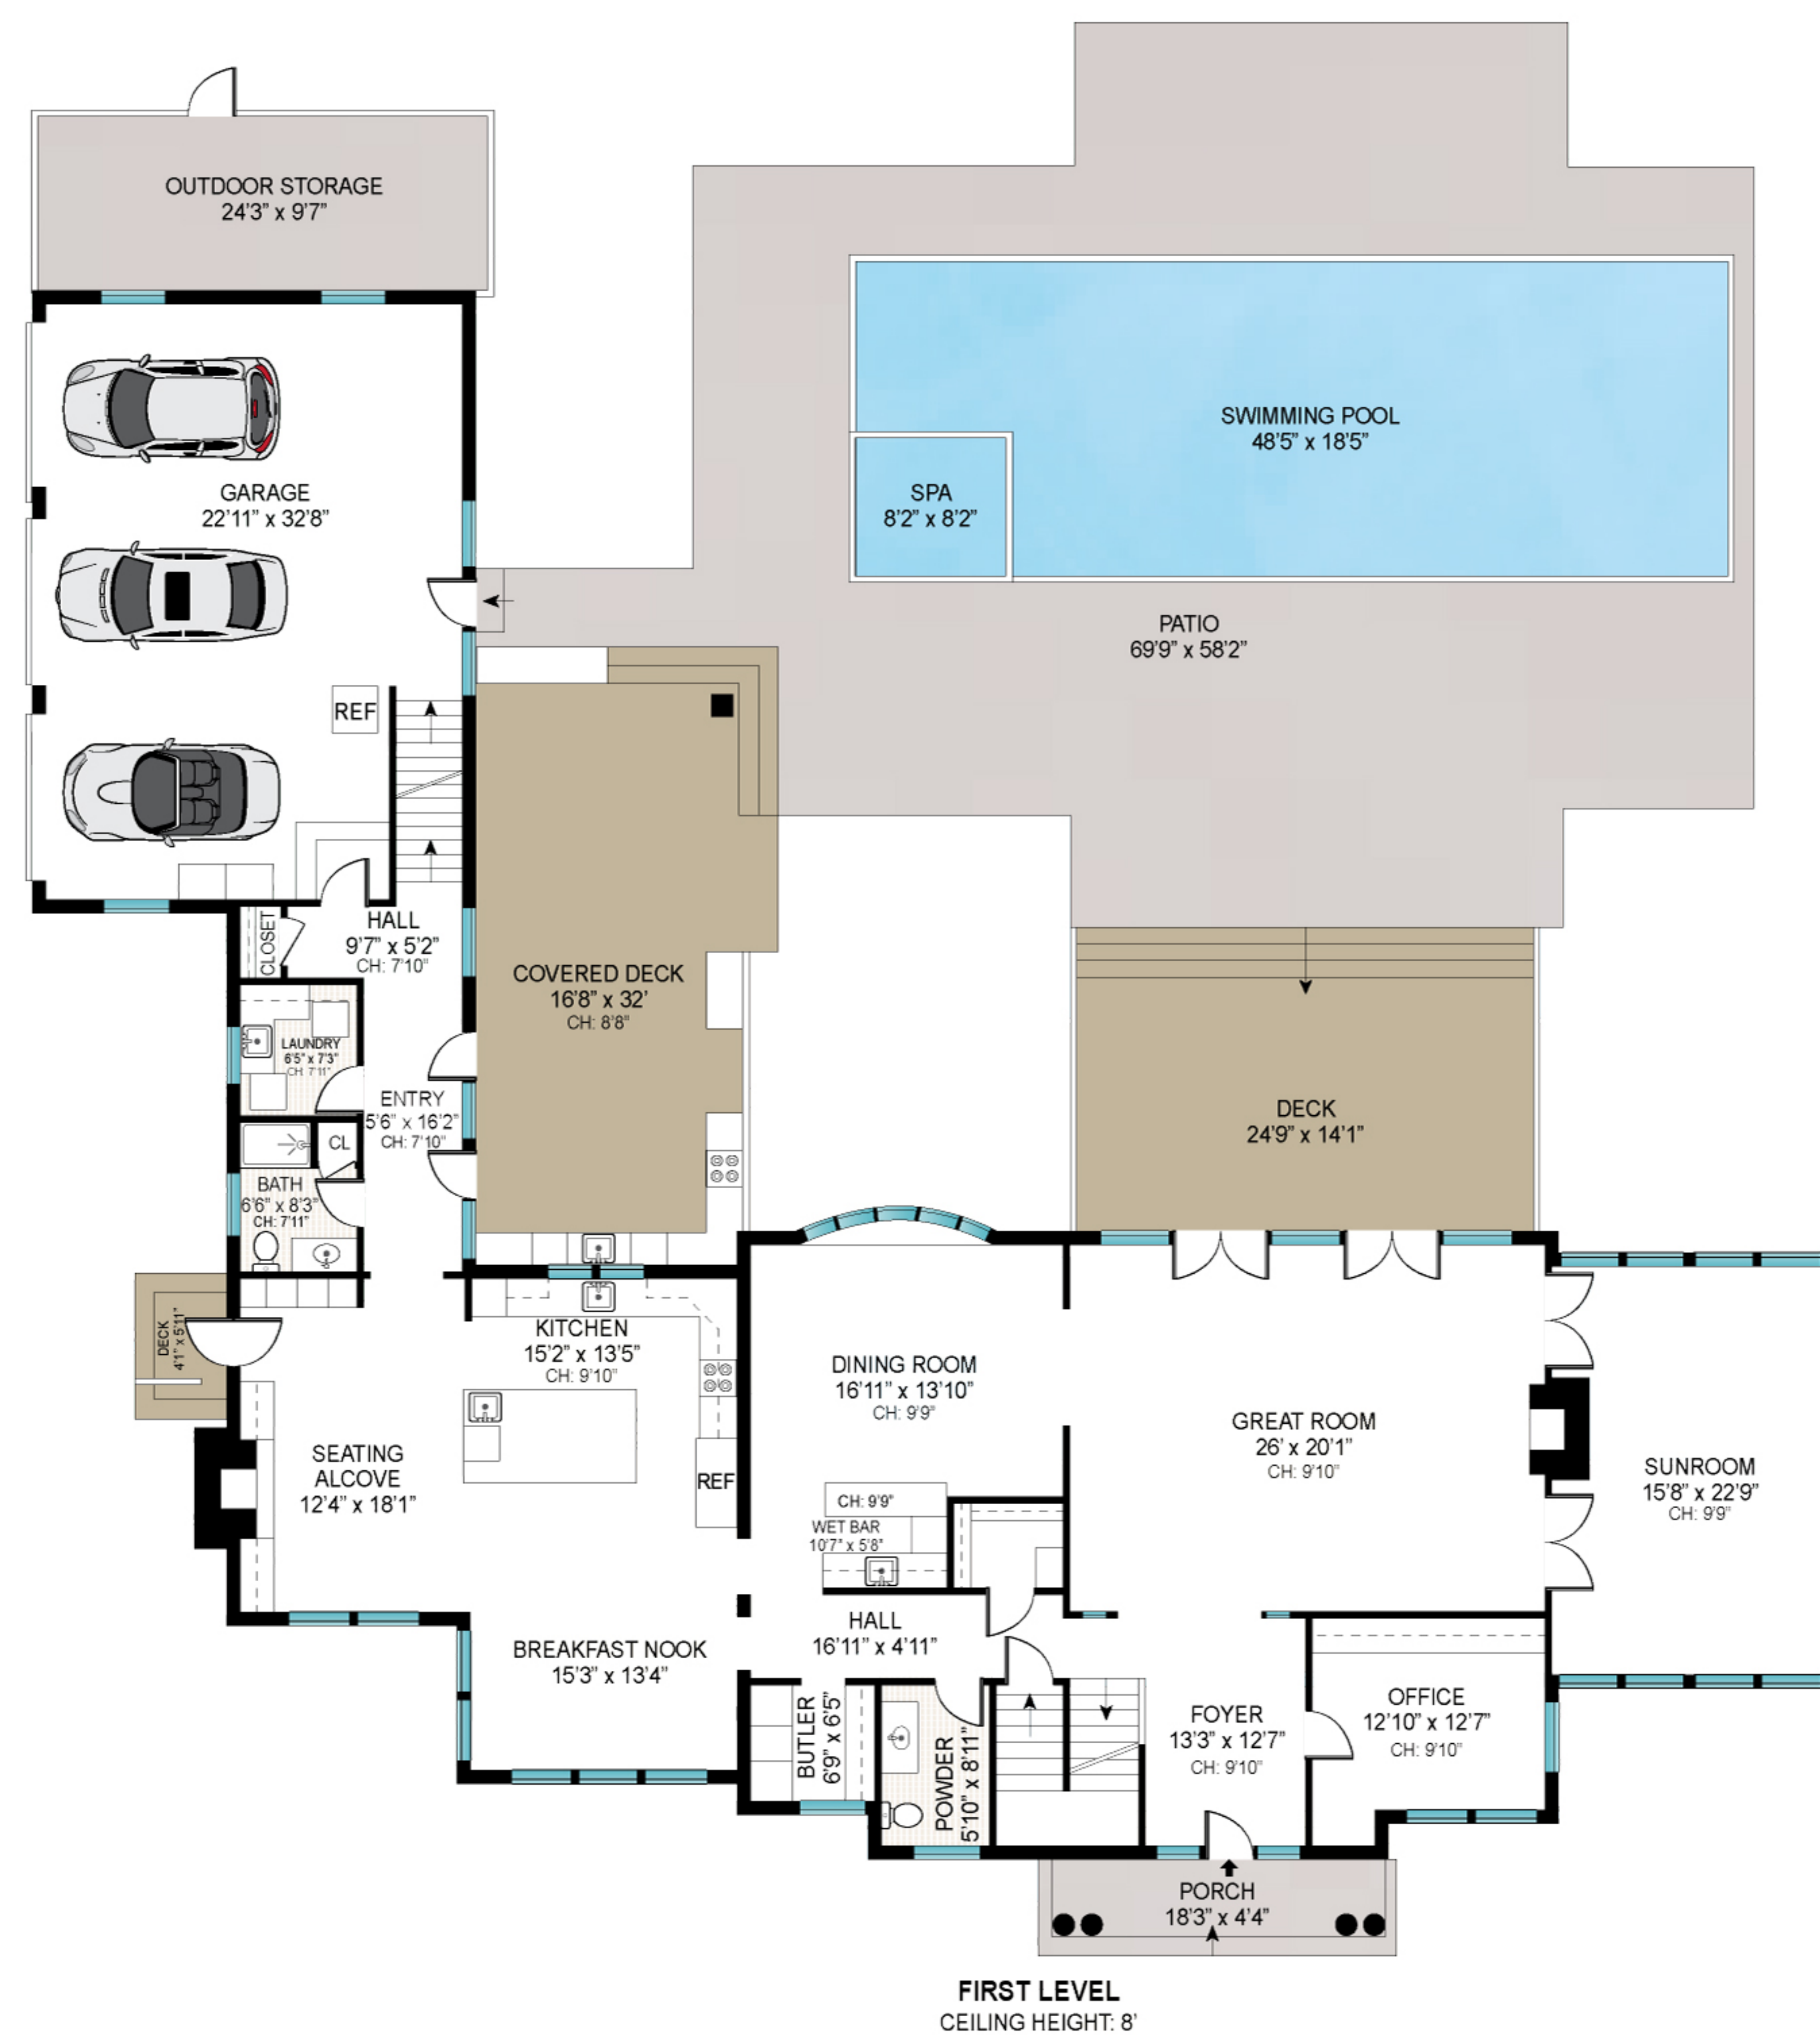 OUTDOOR STORAGE
24'3” x 9'7”
SWIMMING POOL
48'5” x 18'5”
SPA
8'2” x 8'2”
GARAGE
22'11” x 32'8”
PATIO
69'9” x 58'2”
REF
CLOSET
HALL
9'7” x 5'2”
CH: 7'10”
COVERED DECK
16'8” x 32'
CH: 8'8”
LAUNDRY
6'5” x 7'3”
CH: 7'11”
ENTRY
5'6” x 16'2”
CH: 7'10”
DECK
24'9” x 14'1”
CL
BATH
6'6” x 8'3”
CH: 7'11”
DECK
4'1” x 5'11”
KITCHEN
15'2” x 13'5”
CH: 9'10”
DINING ROOM
16'11” x 13'10”
CH: 9'9”
GREAT ROOM
26' x 20'1”
CH: 9'10”
SEATING
ALCOVE
12'4” x 18'1”
REF
SUNROOM
15'8” x 22'9”
CH: 9'9”
CH: 9'9”
WET BAR
10'7” x 5'8”
HALL
16'11” x 4'11”
BREAKFAST NOOK
15'3” x 13'4”
BUTLER
6'9” x 6'5”
POWDER
5'10” x 8'11”
FOYER
13'3” x 12'7”
CH: 9'10”
OFFICE
12'10” x 12'7”
CH: 9'10”
PORCH
18'3” x 4'4”
FIRST LEVEL
CEILING HEIGHT: 8'